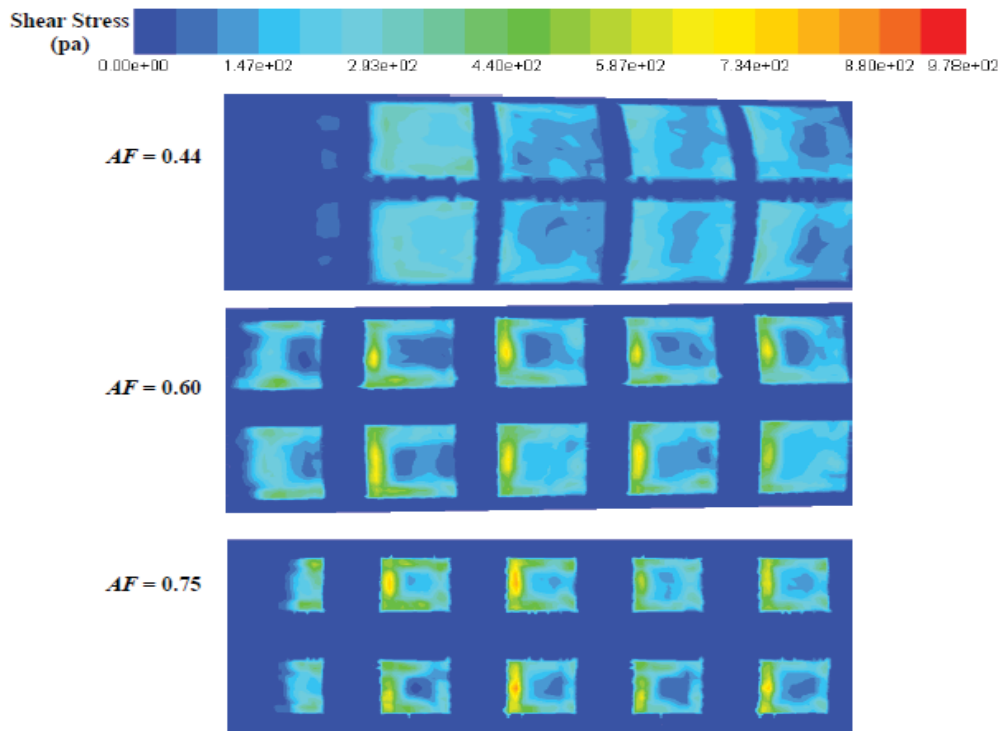 Shear Stress
(pa)
0.00e+00 1.47e+02 2.93e+02 4.40e+02 5.87e+02 7.34e+02 8.80e+02 9.78e+02
AF = 0.44
AF = 0.60
AF = 0.75